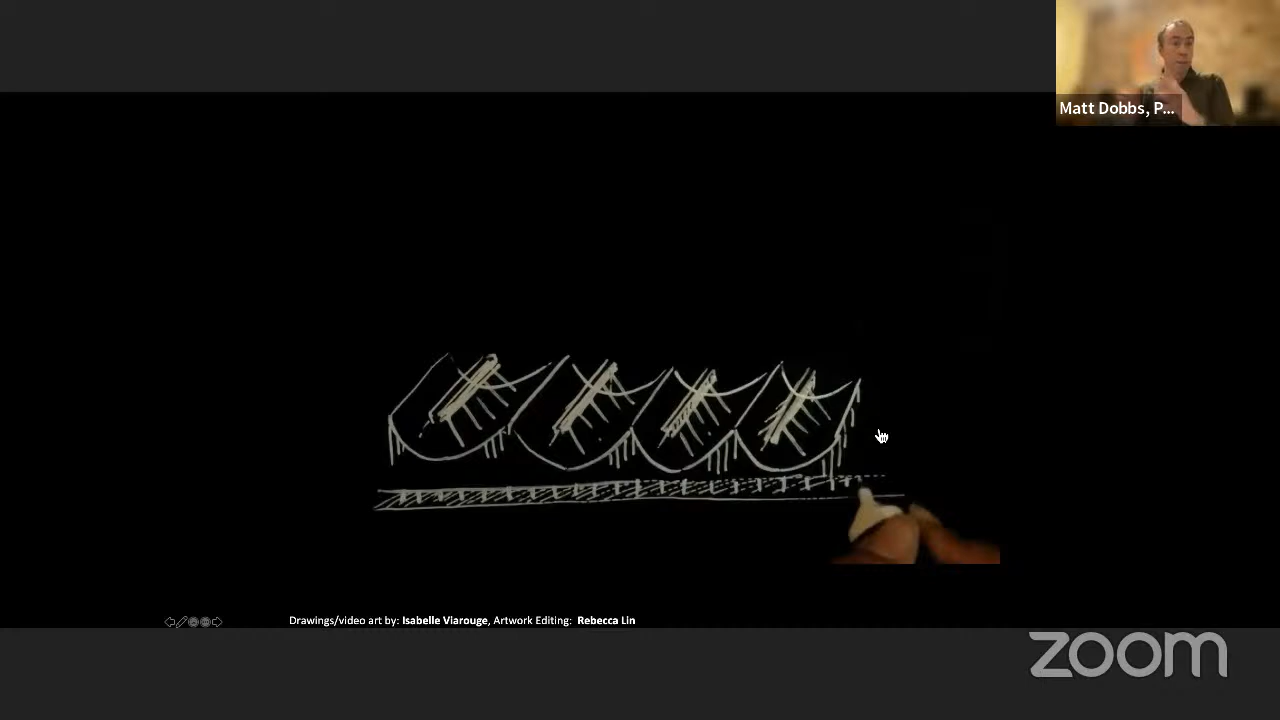 Matt Dobbs, P...
Drawings/video art by: Isabelle Viarouge, Artwork Editing: Rebecca Lin
zoom